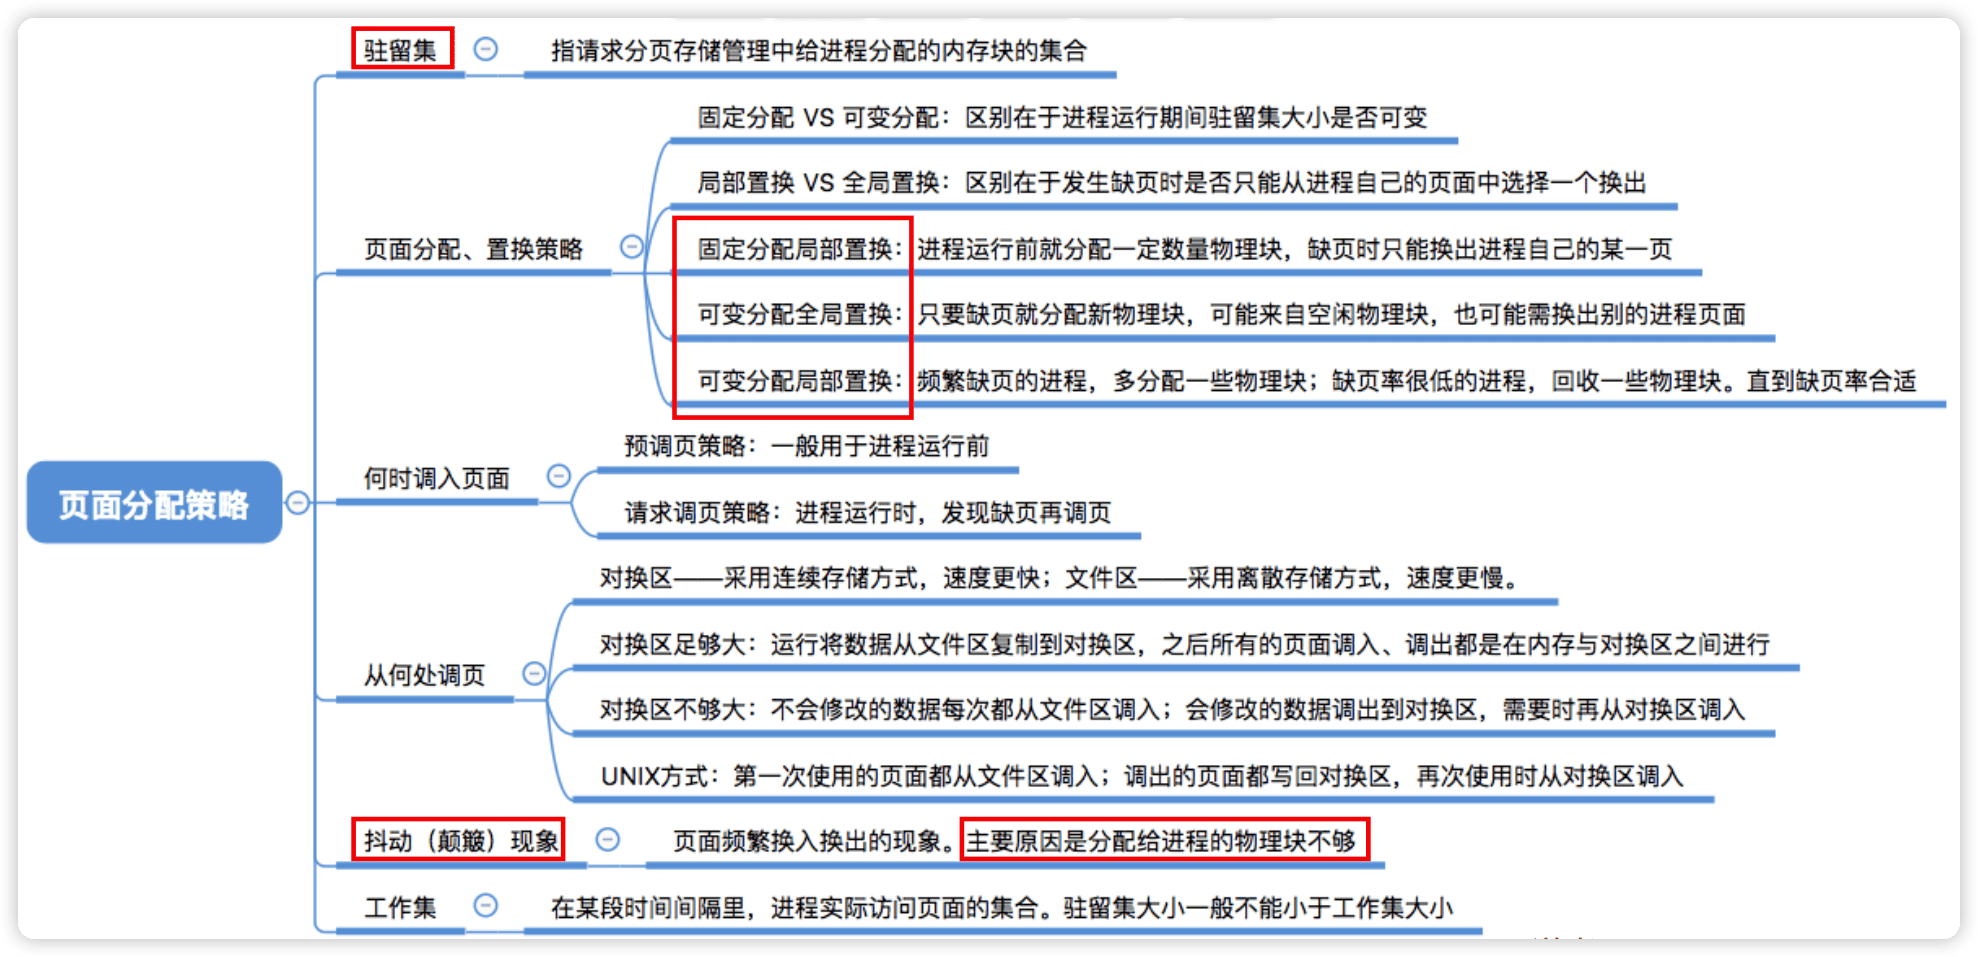 驻留集
指请求分页存储管理中给进程分配的内存块的集合
固定分配 VS 可变分配：区别在于进程运行期间驻留集大小是否可变
局部置换 VS 全局置换：区别在于发生缺页时是否只能从进程自己的页面中选择一个换出
页面分配、置换策略
固定分配局部置换：进程运行前就分配一定数量物理块，缺页时只能换出进程自己的某一页
可变分配全局置换：只要缺页就分配新物理块，可能来自空闲物理块，也可能需换出别的进程页面
可变分配局部置换：频繁缺页的进程，多分配一些物理块；缺页率很低的进程，回收一些物理块。直到缺页率合适
页面分配策略
何时调入页面
预调页策略：一般用于进程运行前
请求调页策略：进程运行时，发现缺页再调页
从何处调页
对换区——采用连续存储方式，速度更快；文件区——采用离散存储方式，速度更慢。
对换区足够大：运行将数据从文件区复制到对换区，之后所有的页面调入、调出都是在内存与对换区之间进行
对换区不够大：不会修改的数据每次都从文件区调入；会修改的数据调出到对换区，需要时再从对换区调入
UNIX方式：第一次使用的页面都从文件区调入；调出的页面都写回对换区，再次使用时从对换区调入
抖动（颠簸）现象
页面频繁换入换出的现象。主要原因是分配给进程的物理块不够
工作集
在某段时间间隔里，进程实际访问页面的集合。驻留集大小一般不能小于工作集大小